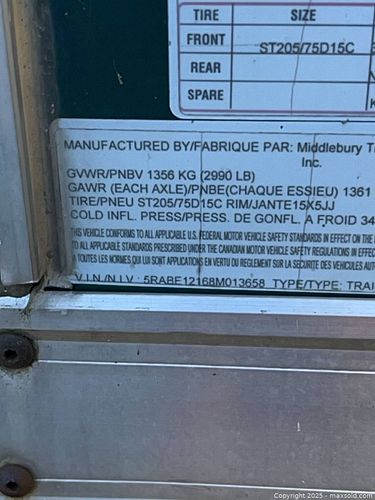 TIRE SIZE
FRONT ST205/75D15C
REAR
SPARE
MANUFACTURED BY/FABRIQUE PAR: Middlebury
Inc.
GVWR/PNBV 1356 KG (2990 LB)
GAWR (EACH AXLE)/PNBE(CHAQUE ESSIEU) 1361
TIRE/PNEU ST205/75D15C RIM/JANTE15X5JJ
COLD INFL. PRESS/PRESS. DE GONFL. A FROID 34
THIS VEHICLE CONFORMS TO ALL APPLICABLE U.S. FEDERAL MOTOR VEHICLE SAFETY STANDARDS IN EFFECT ON THE
TO ALL APPLICABLE STANDARDS PRESCRIBED UNDER THE CANADIAN MOTOR VEHICLE SAFETY REGULATIONS IN EFFEC
A TOUTES LES NORMES QUI LUI SONT APPLICABLES EN VERTU DU REGLEMENT SUR LA SECURITE DES VEHICULES AUT
V.I.N./N.I.V.: 5RABE12168M013658 TYPE/TYPE: TRAI
Copyright © 2025 - maxsold.com